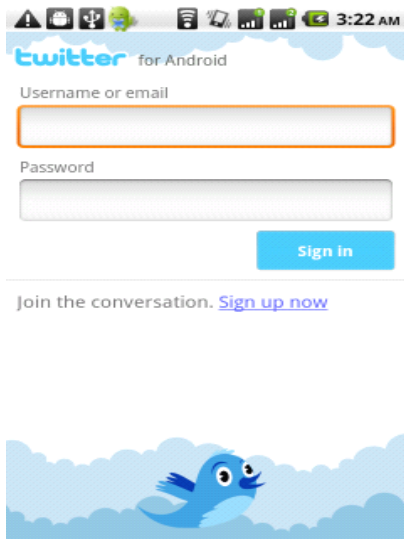 3:22 AM
twitter for Android
Username or email
Password
Sign in
Join the conversation. Sign up now